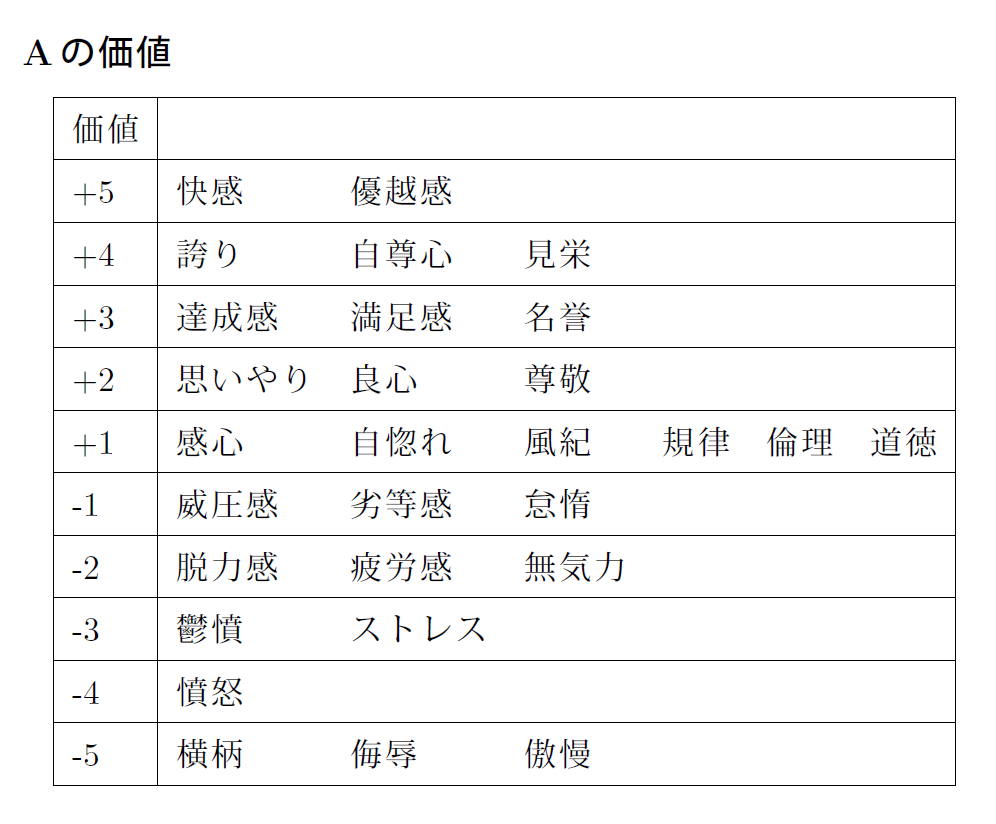 Aの価値
価値
+5 快感 優越感
+4 誇り 自尊心 見栄
+3 達成感 満足感 名誉
+2 思いやり 良心 尊敬
+1 感心 自惚れ 風紀 規律 倫理 道徳
-1 威圧感 劣等感 怠惰
-2 脱力感 疲労感 無気力
-3 鬱憤 ストレス
-4 憤怒
-5 横柄 侮辱 傲慢